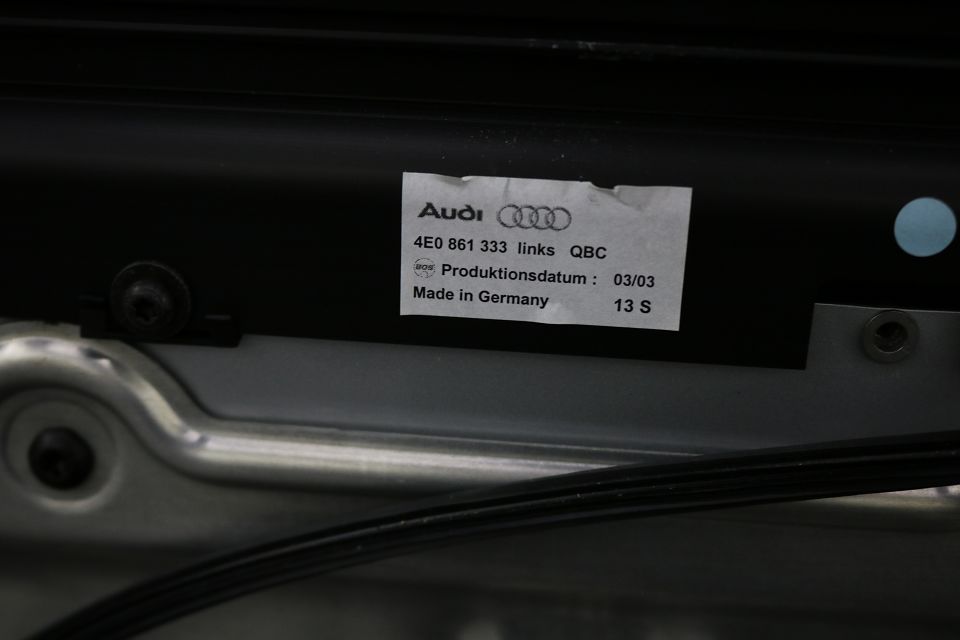 Audi
4E0 861 333 links QBC
BOS Produktionsdatum : 03/03
Made in Germany 13 S